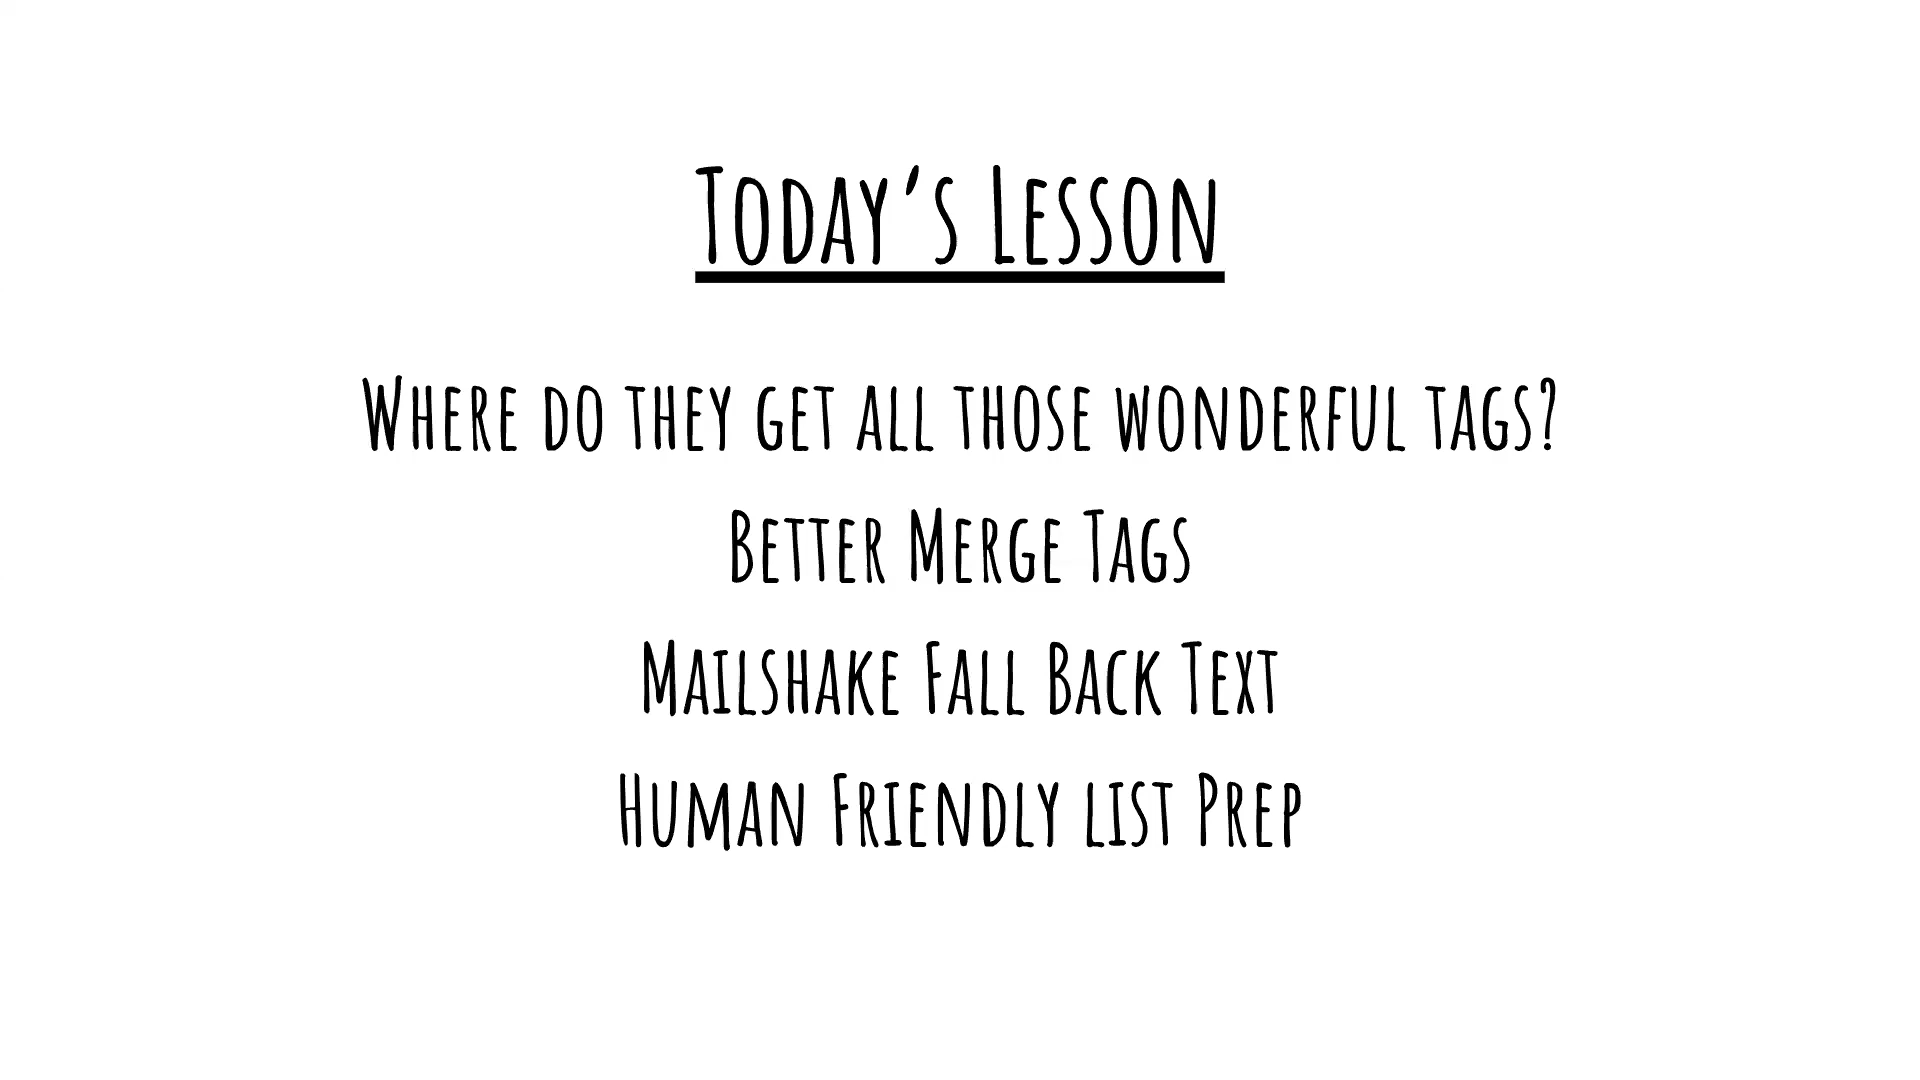 Today's Lesson
Where do they get all those wonderful tags?
Better Merge Tags
Mailshake Fall Back Text
Human Friendly list Prep